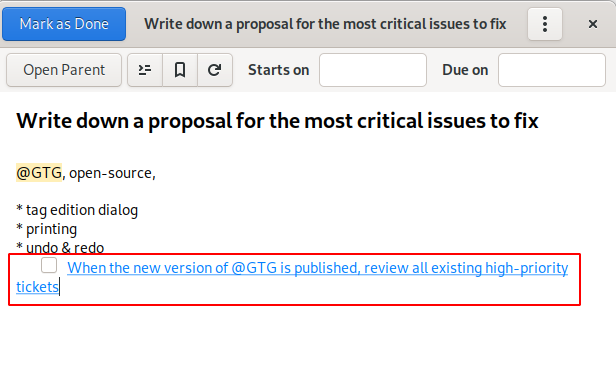 Mark as Done Write down a proposal for the most critical issues to fix
Open Parent Starts on Due on
Write down a proposal for the most critical issues to fix
@GTG, open-source,
* tag edition dialog
* printing
* undo & redo
When the new version of @GTG is published, review all existing high-priority
tickets